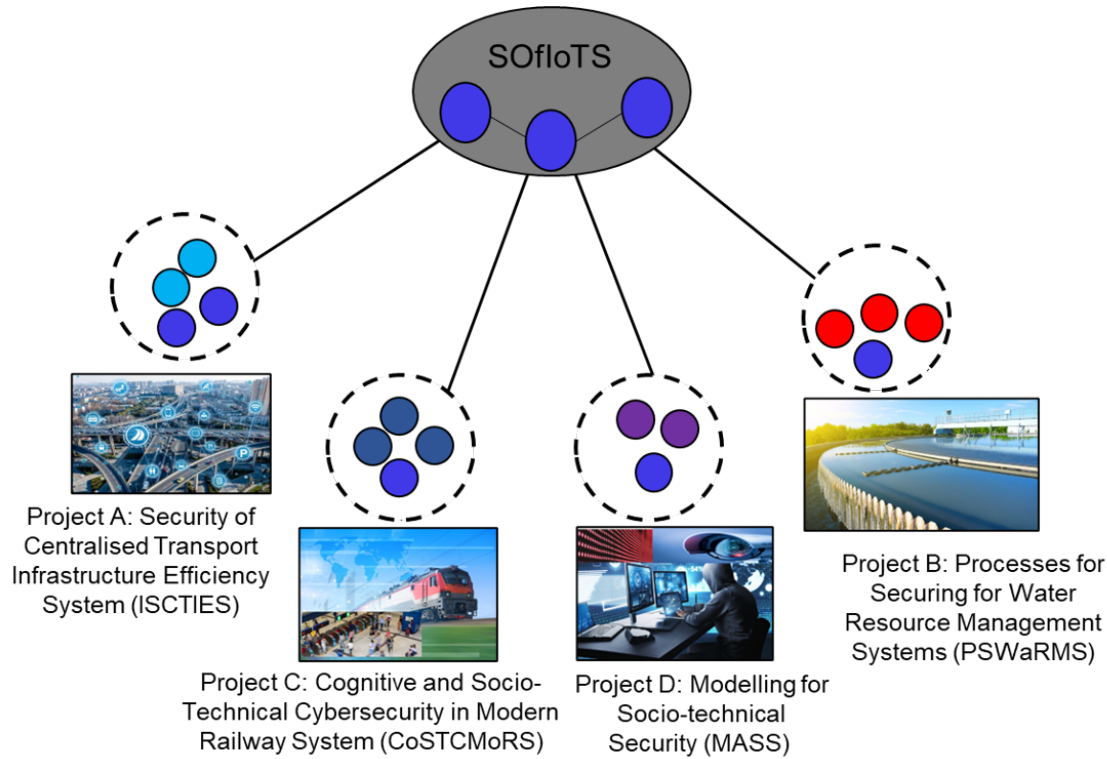 SOfIoTS
Project A: Security of
Centralised Transport
Infrastructure Efficiency
System (ISCTIES)
Project C: Cognitive and Socio-
Technical Cybersecurity in Modern
Railway System (CoSTCMoRS)
Project D: Modelling for
Socio-technical
Security (MASS)
Project B: Processes for
Securing for Water
Resource Management
Systems (PSWaRMS)